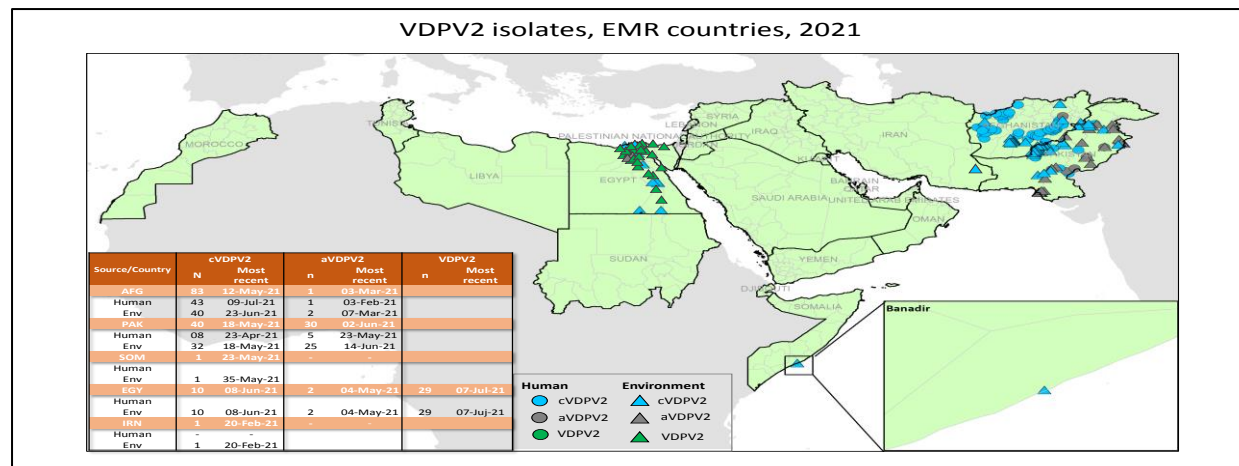 VDPV2 isolates, EMR countries, 2021
MOROCCO
TUNISIA
LIBYA
EGYPT
SUDAN
PALESTINIAN NATIONAL AUTHORITY
LEBANON
SYRIA
JORDAN
IRAQ
KUWAIT
IRAN
SAUDI ARABIA
BAHRAIN
QATAR
UNITED ARAB EMIRATES
OMAN
YEMEN
DJIBOUTI
SOMALIA
AFGHANISTAN
Source/Country cVDPV2 aVDPV2 VDPV2
N Most recent n Most recent n Most recent
AFG 83 12-May-21 1 03-Mar-21
Human 43 09-Jul-21 1 03-Feb-21
Env 40 23-Jun-21 2 07-Mar-21
PAK 40 18-May-21 30 02-Jun-21
Human 08 23-Apr-21 5 23-May-21
Env 32 18-May-21 25 14-Jun-21
SOM 1 23-May-21 - -
Human
Env 1 35-May-21
EGY 10 08-Jun-21 2 04-May-21 29 07-Jul-21
Human
Env 10 08-Jun-21 2 04-May-21 29 07-Juj-21
IRN 1 20-Feb-21 - -
Human - -
Env 1 20-Feb-21
Human Environment
cVDPV2 cVDPV2
aVDPV2 aVDPV2
VDPV2 VDPV2
Banadir